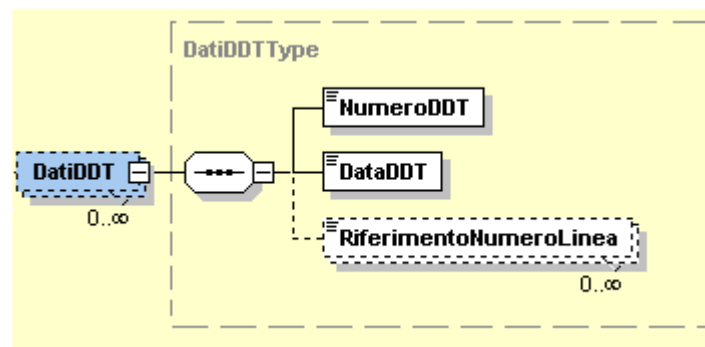 DatiDDTType
NumeroDDT
DatiDDT
DataDDT
0..∞
RiferimentoNumeroLinea
0..∞